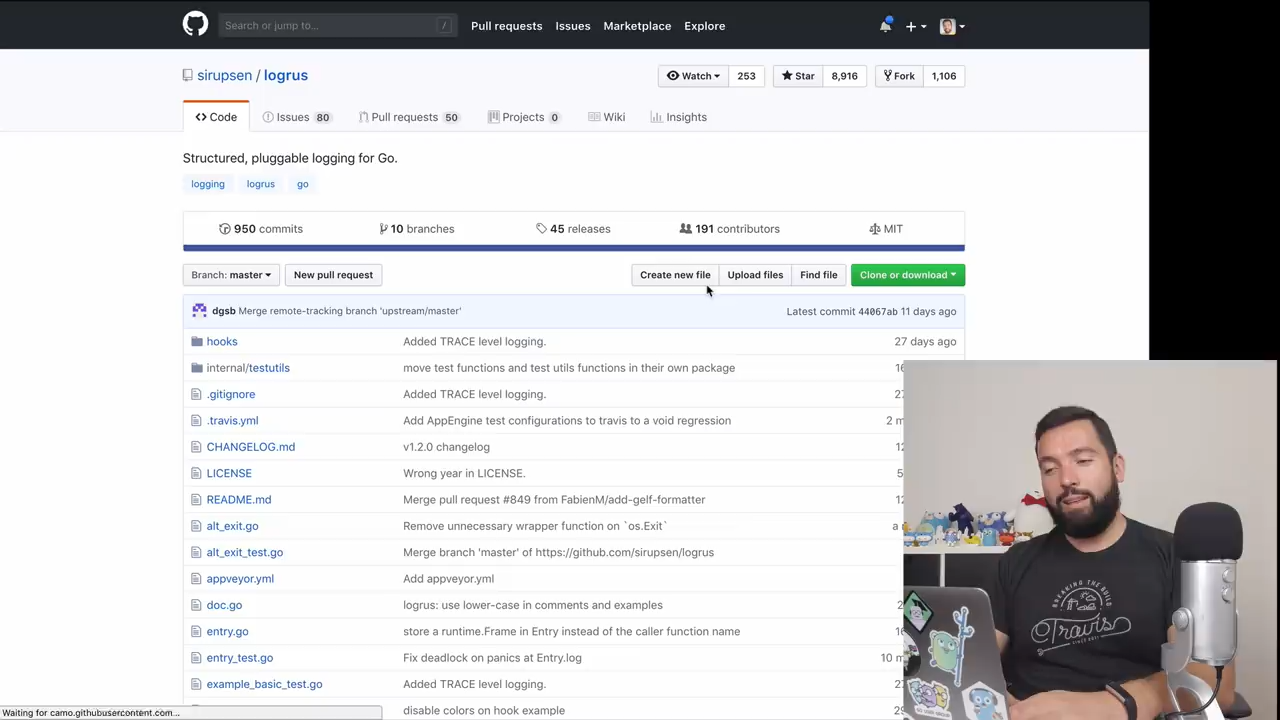 Search or jump to... /
Pull requests Issues Marketplace Explore
sirupsen / logrus
Watch 253 Star 8,916 Fork 1,106
Code Issues 80 Pull requests 50 Projects 0 Wiki Insights
Structured, pluggable logging for Go.
logging logrus go
950 commits 10 branches 45 releases 191 contributors MIT
Branch: master New pull request Create new file Upload files Find file Clone or download
dgsb Merge remote-tracking branch 'upstream/master' Latest commit 44067ab 11 days ago
hooks Added TRACE level logging. 27 days ago
internal/testutils move test functions and test utils functions in their own package
.gitignore Added TRACE level logging.
.travis.yml Add AppEngine test configurations to travis to a void regression
CHANGELOG.md v1.2.0 changelog
LICENSE Wrong year in LICENSE.
README.md Merge pull request #849 from FabienM/add-gelf-formatter
alt_exit.go Remove unnecessary wrapper function on `os.Exit`
alt_exit_test.go Merge branch 'master' of https://github.com/sirupsen/logrus
appveyor.yml Add appveyor.yml
doc.go logrus: use lower-case in comments and examples
entry.go store a runtime.Frame in Entry instead of the caller function name
entry_test.go Fix deadlock on panics at Entry.log
example_basic_test.go Added TRACE level logging.
disable colors on hook example
Waiting for camo.githubusercontent.com...
BREAKING THE BUILD
Travis